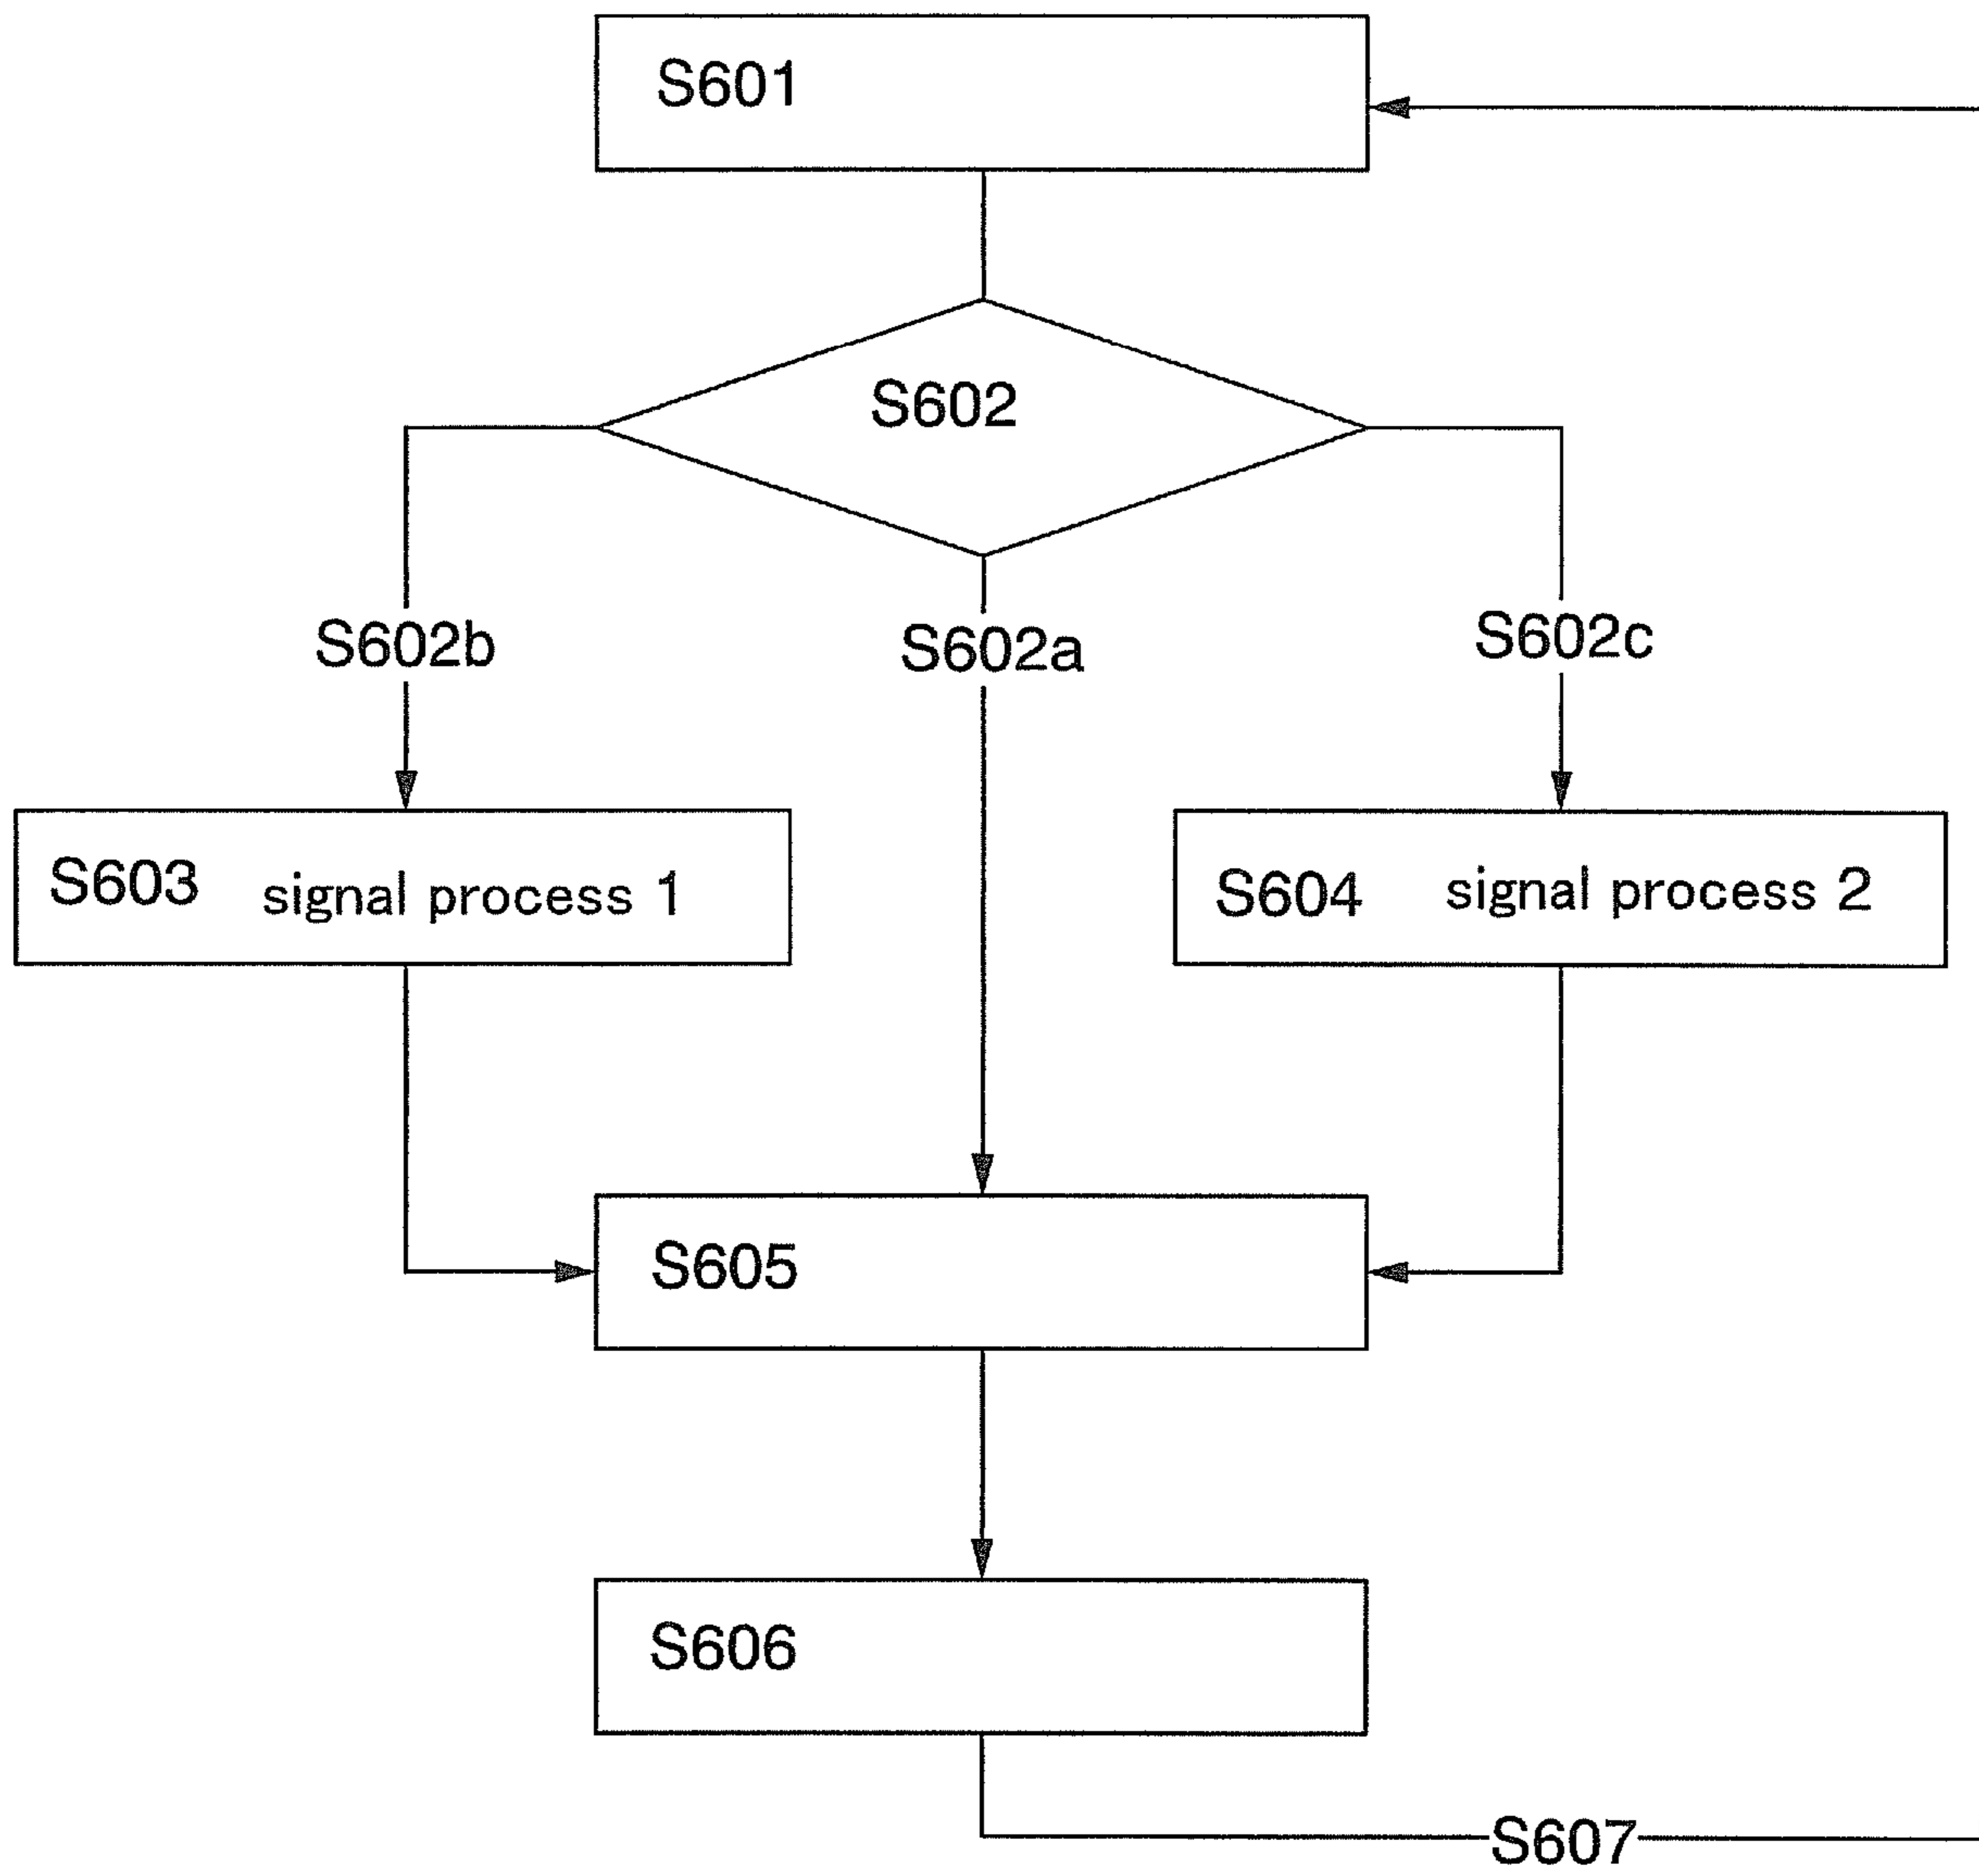 S601
S602
S602b
S602a
S602c
S603 signal process 1
S604 signal process 2
S605
S606
S607